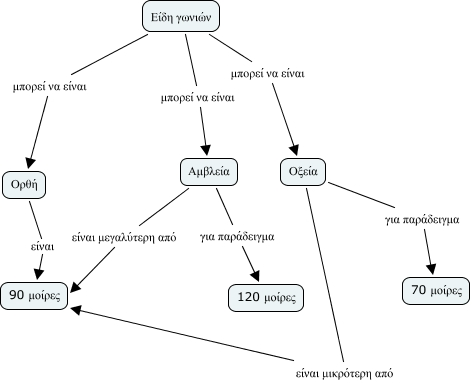 Είδη γωνιών
μπορεί να είναι
μπορεί να είναι
μπορεί να είναι
Ορθή
Αμβλεία
Οξεία
είναι
είναι μεγαλύτερη από
για παράδειγμα
για παράδειγμα
90 μοίρες
120 μοίρες
70 μοίρες
είναι μικρότερη από